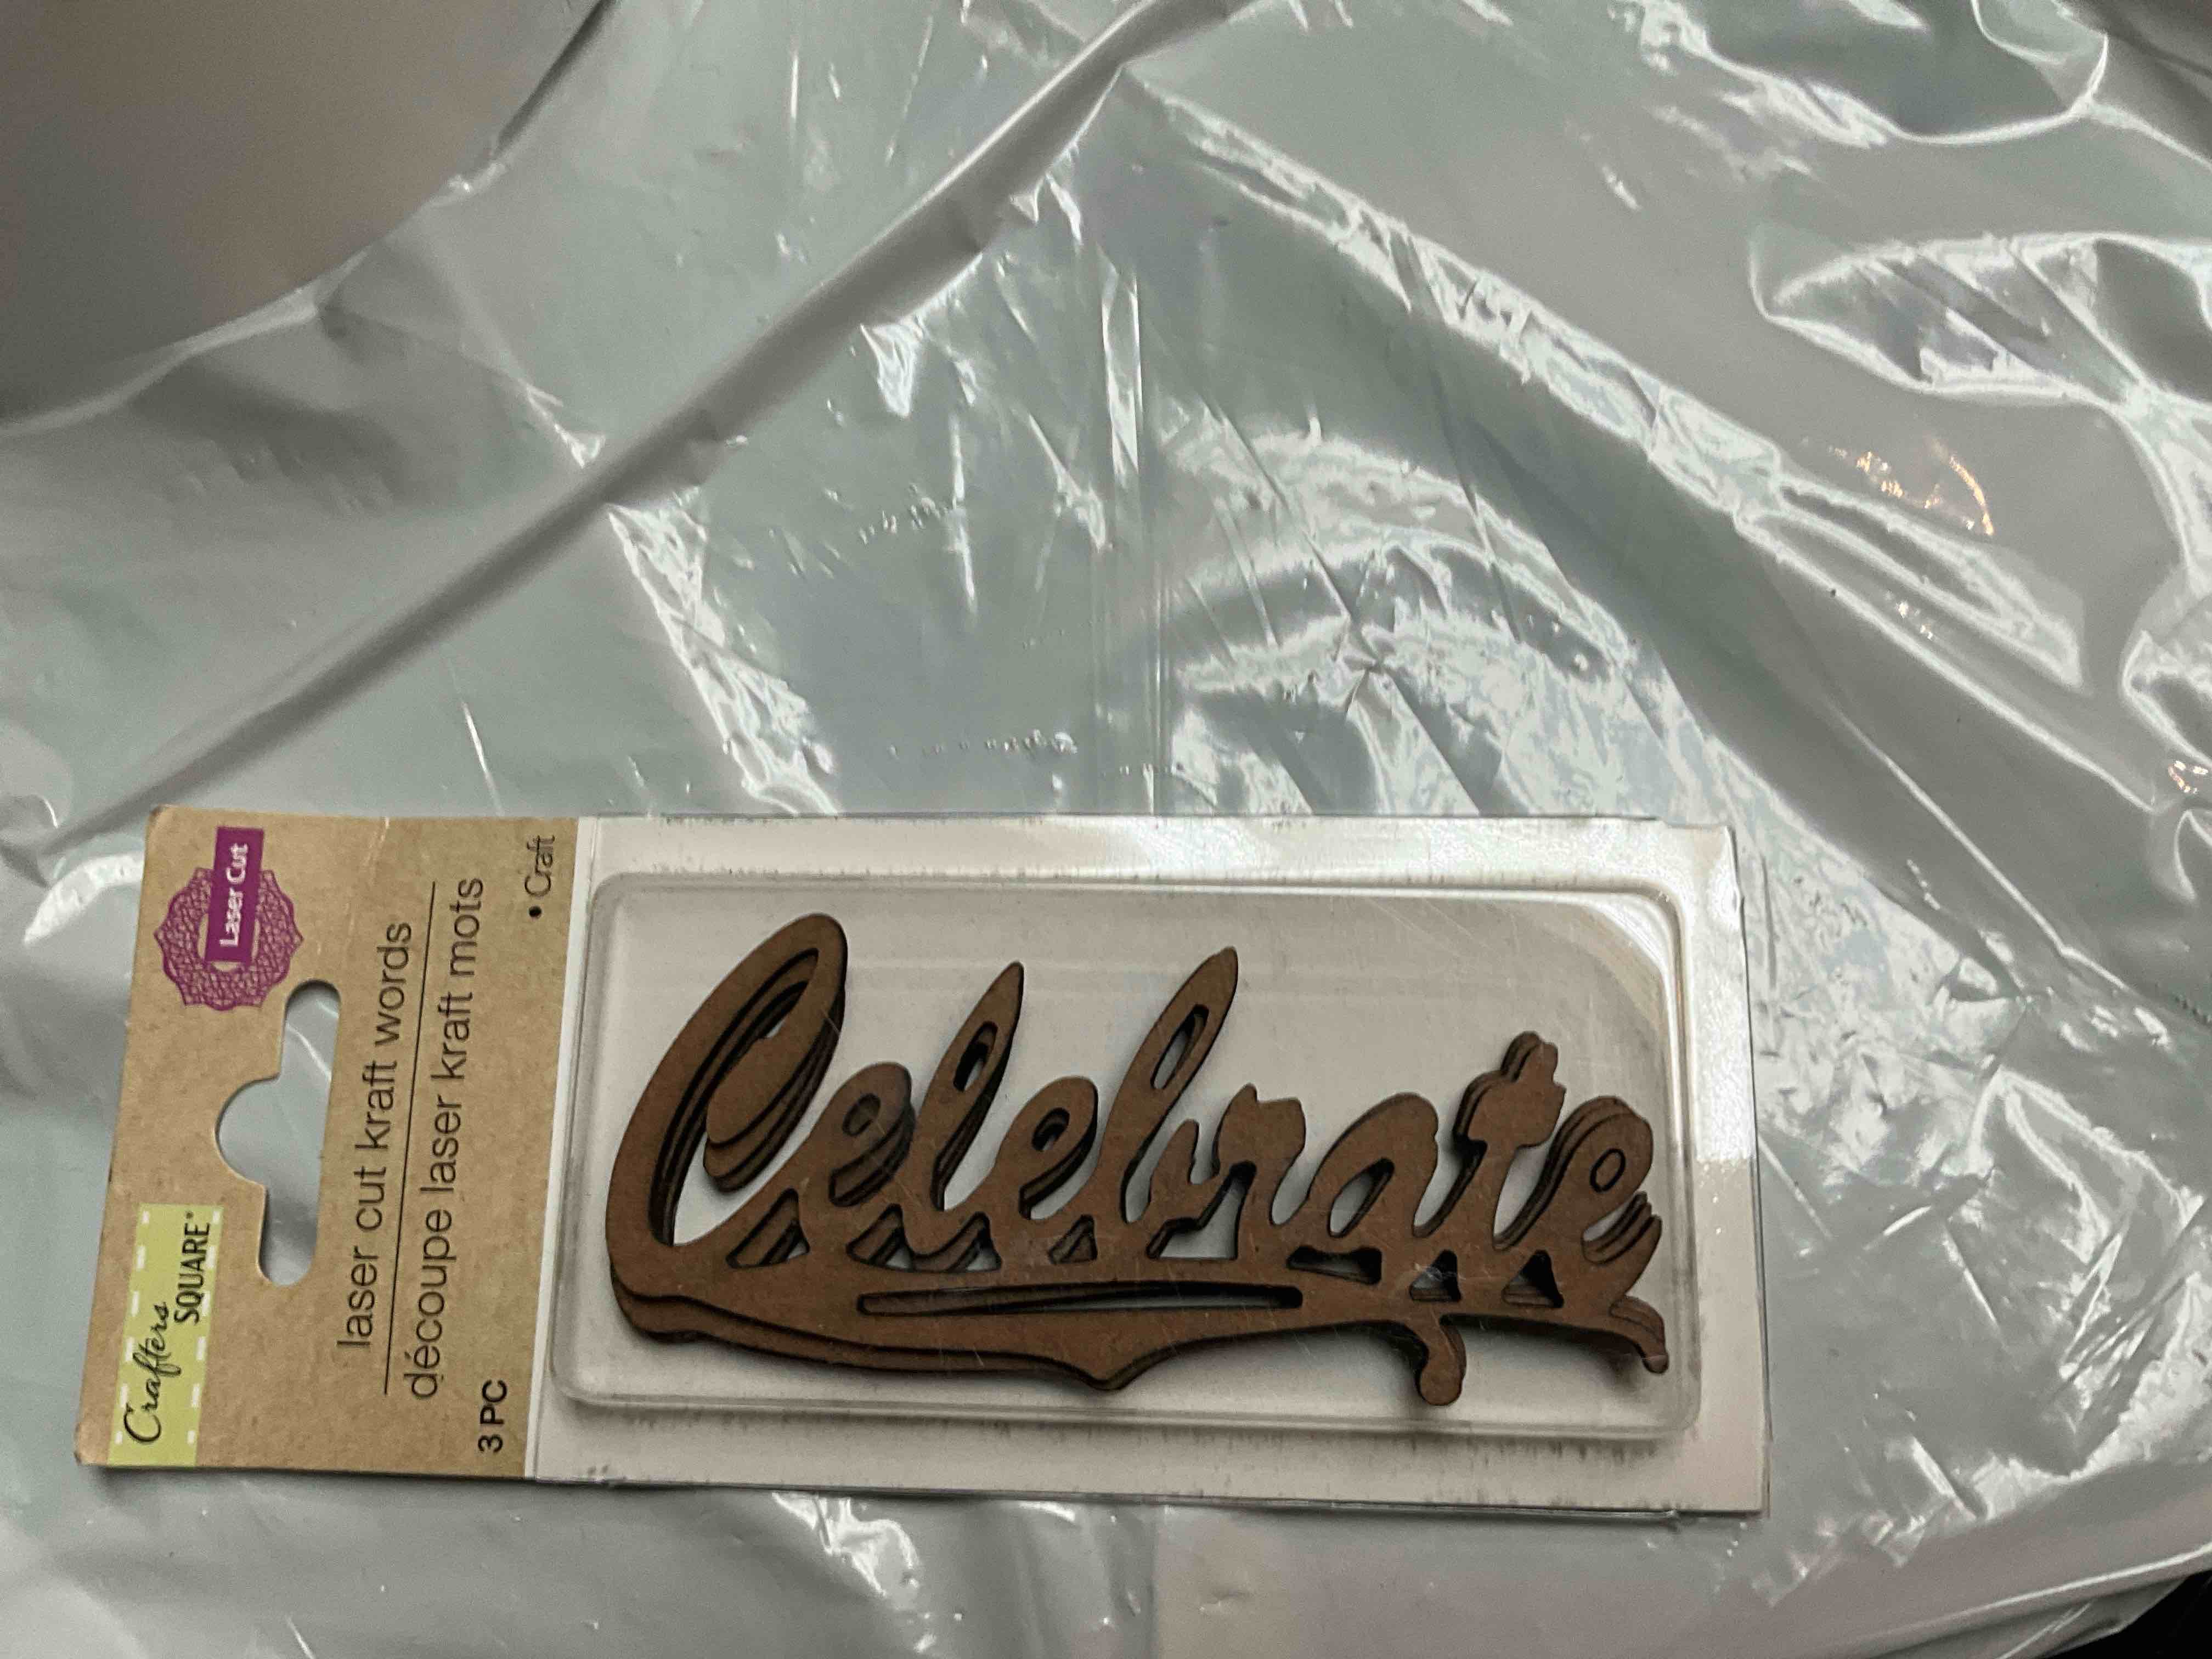 Crafters
SQUARE®
Laser Cut
laser cut kraft words
découpe laser kraft mots
3 PC
• Craft
Celebrate